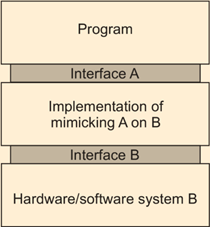 Program
Interface A
Implementation of
mimicking A on B
Interface B
Hardware/software system B